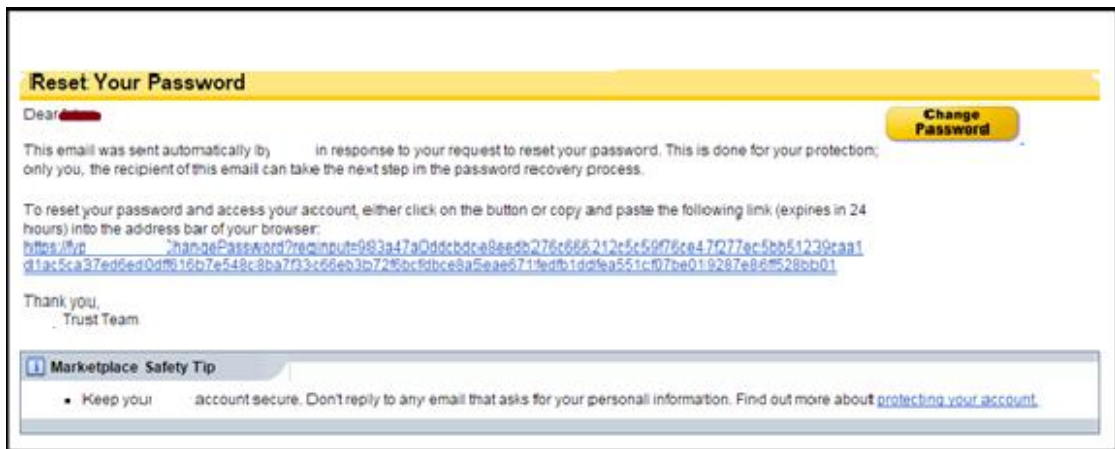 Reset Your Password
Dear
Change
Password
This email was sent automatically by in response to your request to reset your password. This is done for your protection;
only you, the recipient of this email can take the next step in the password recovery process.
To reset your password and access your account, either click on the button or copy and paste the following link (expires in 24
hours) into the address bar of your browser:
Thank you,
Trust Team
Marketplace Safety Tip
• Keep your account secure. Don't reply to any email that asks for your personal information. Find out more about protecting your account.